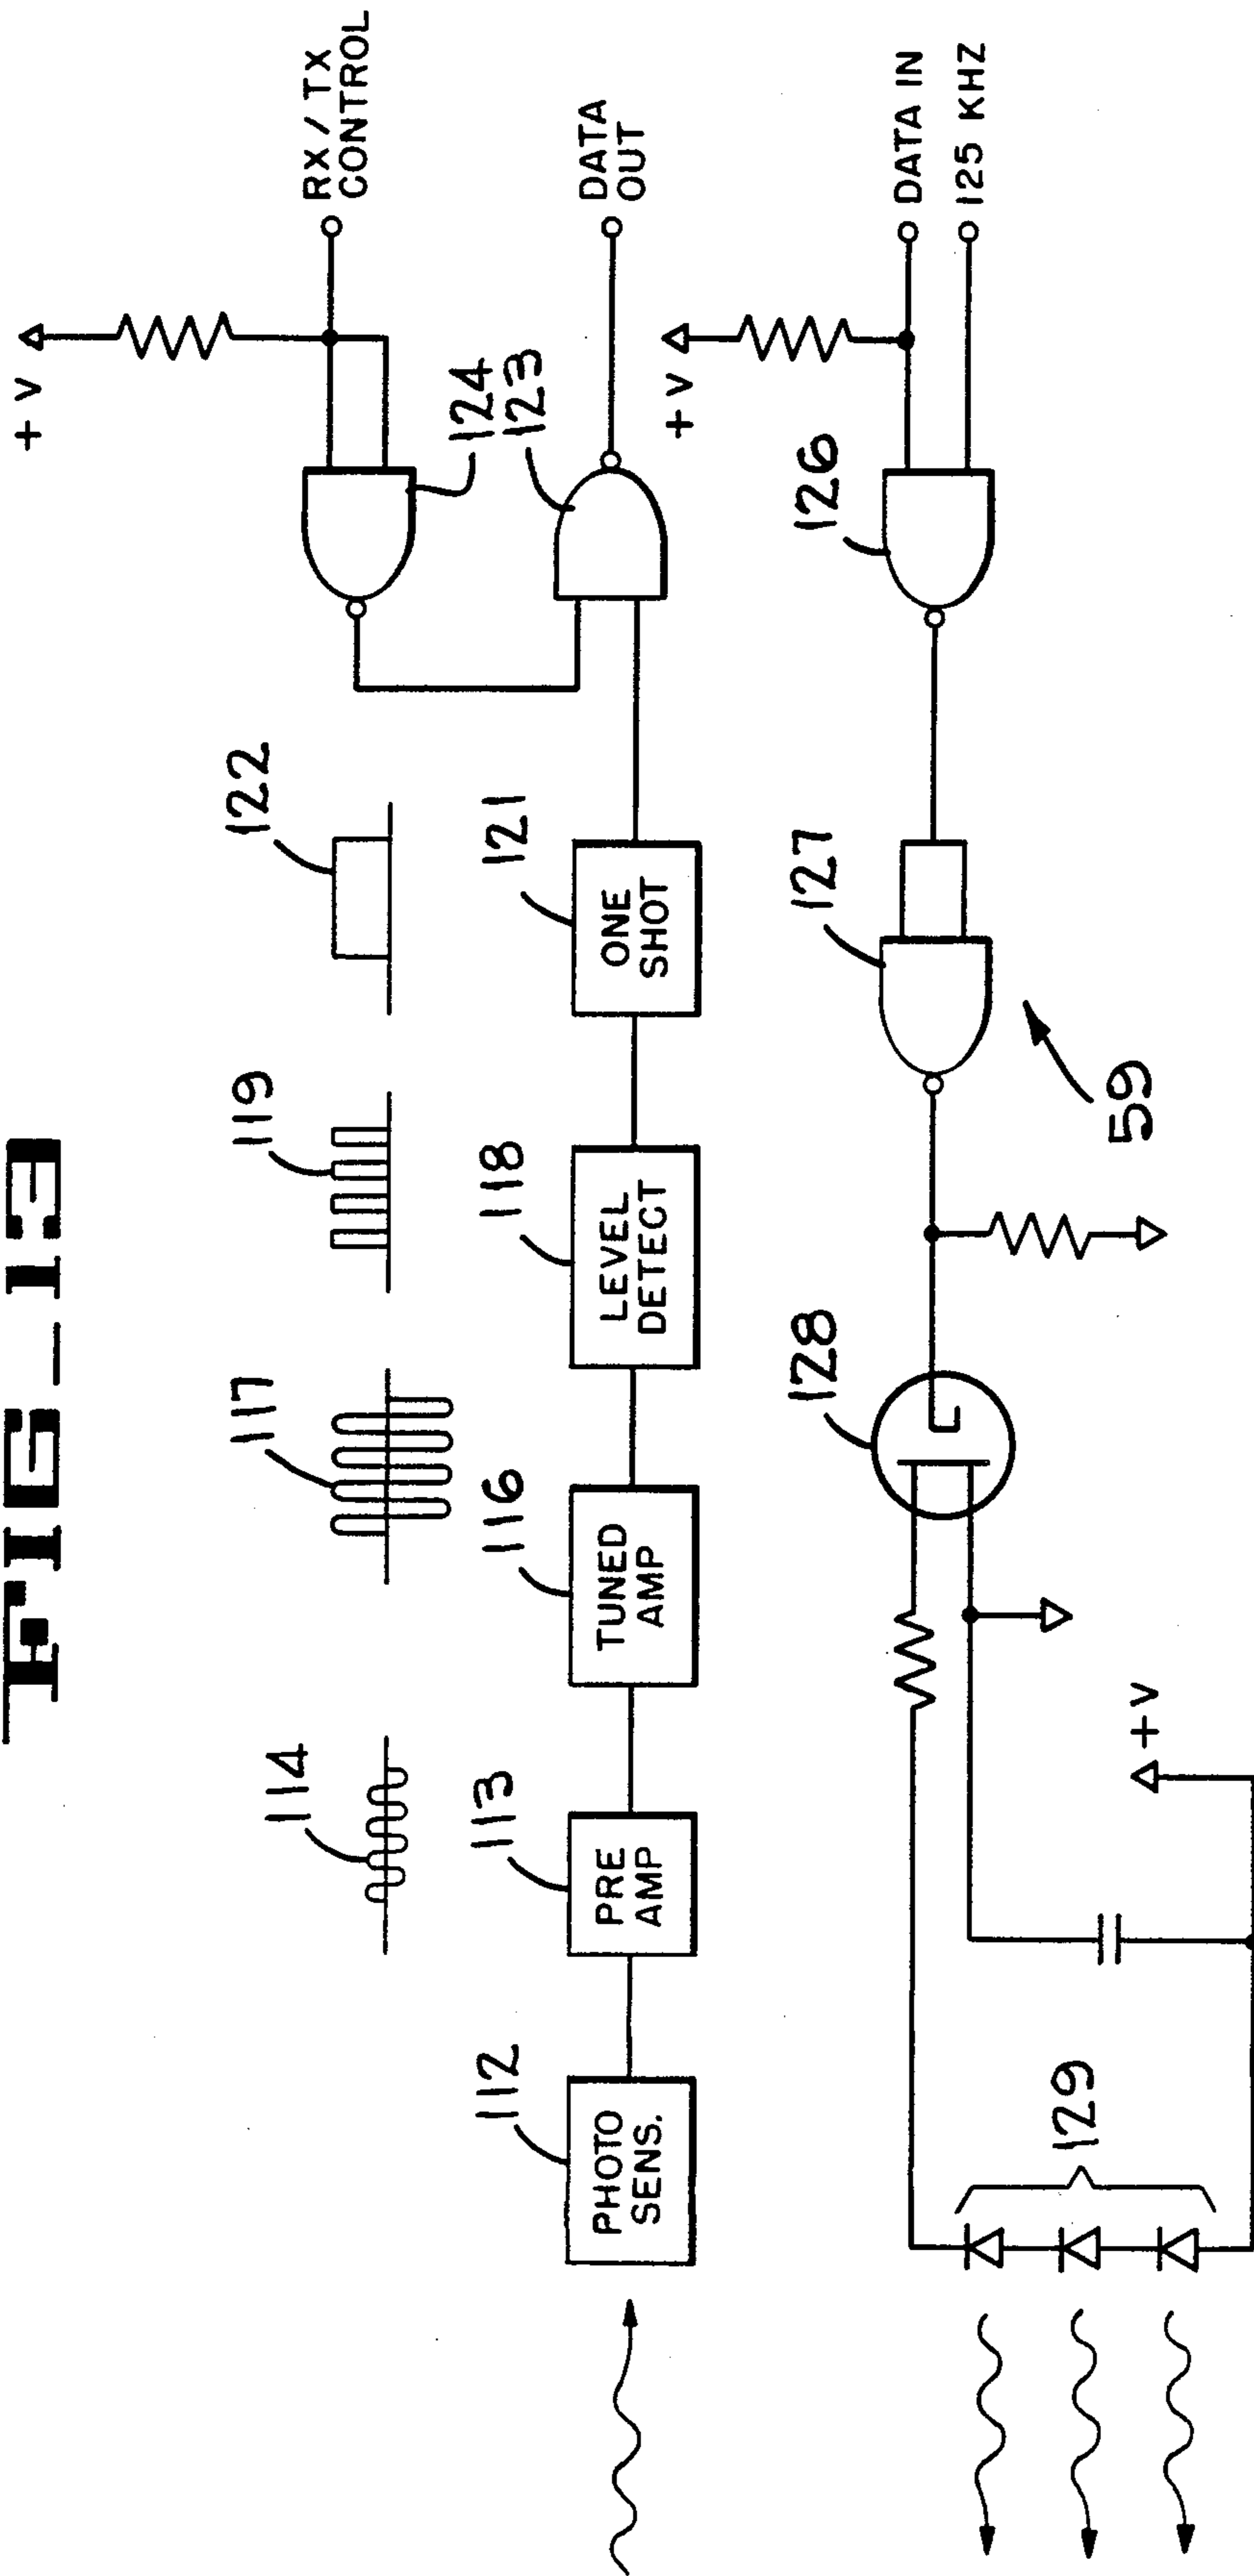 FIG_13
+V
RX / TX
CONTROL
124
123
DATA
OUT
122
119
117
114
121
ONE
SHOT
118
LEVEL
DETECT
116
TUNED
AMP
113
PRE
AMP
112
PHOTO
SENS.
+V
DATA IN
125 KHZ
126
127
59
128
+V
129